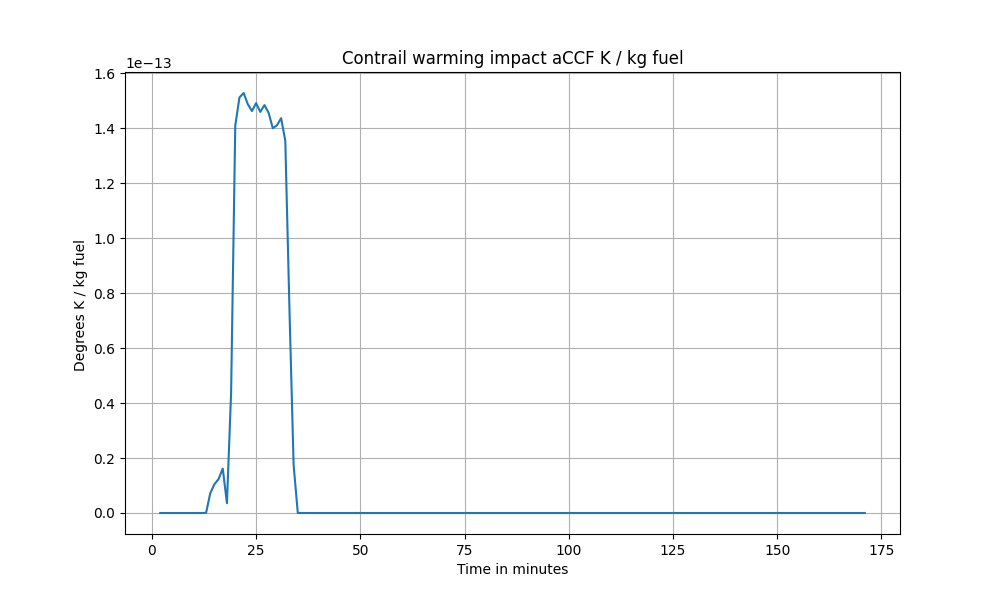 Contrail warming impact aCCF K / kg fuel
1e−13
1.6
1.4
1.2
1.0
0.8
0.6
0.4
0.2
0.0
Degrees K / kg fuel
0 25 50 75 100 125 150 175
Time in minutes